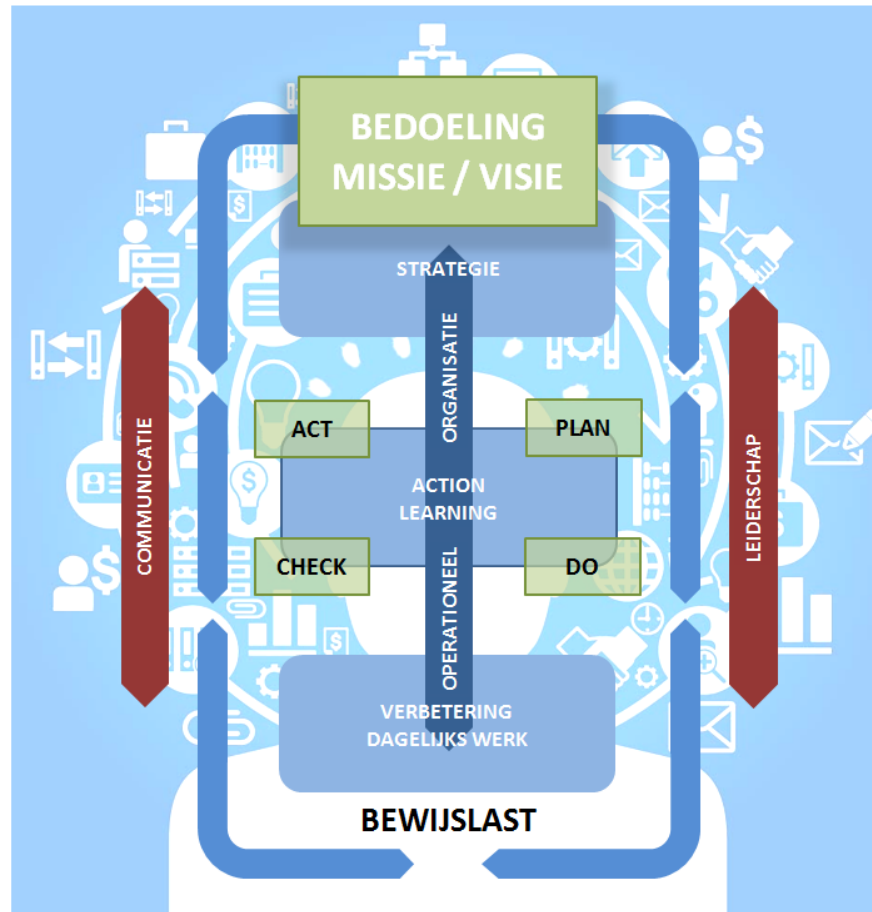 BEDOELING
MISSIE / VISIE
STRATEGIE
ORGANISATIE
COMMUNICATIE
LEIDERSCHAP
ACT
PLAN
ACTION
LEARNING
CHECK
DO
OPERATIONEEL
VERBETERING
DAGELIJKS WERK
BEWIJSLAST